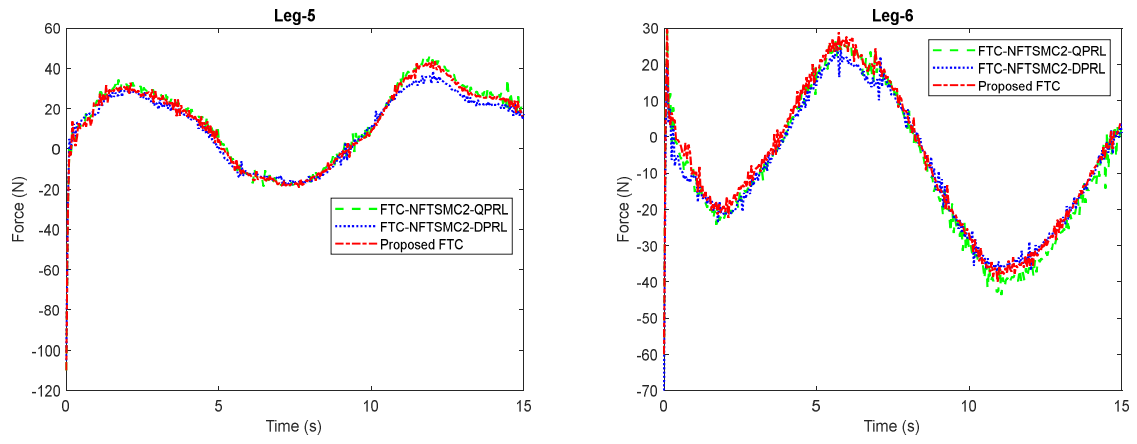 Leg-5
60
40
20
0
-20
-40
-60
-80
-100
-120
Force (N)
FTC-NFTSMC2-QPRL
FTC-NFTSMC2-DPRL
Proposed FTC
0
5
10
15
Time (s)
Leg-6
30
20
10
0
-10
-20
-30
-40
-50
-60
-70
Force (N)
FTC-NFTSMC2-QPRL
FTC-NFTSMC2-DPRL
Proposed FTC
0
5
10
15
Time (s)